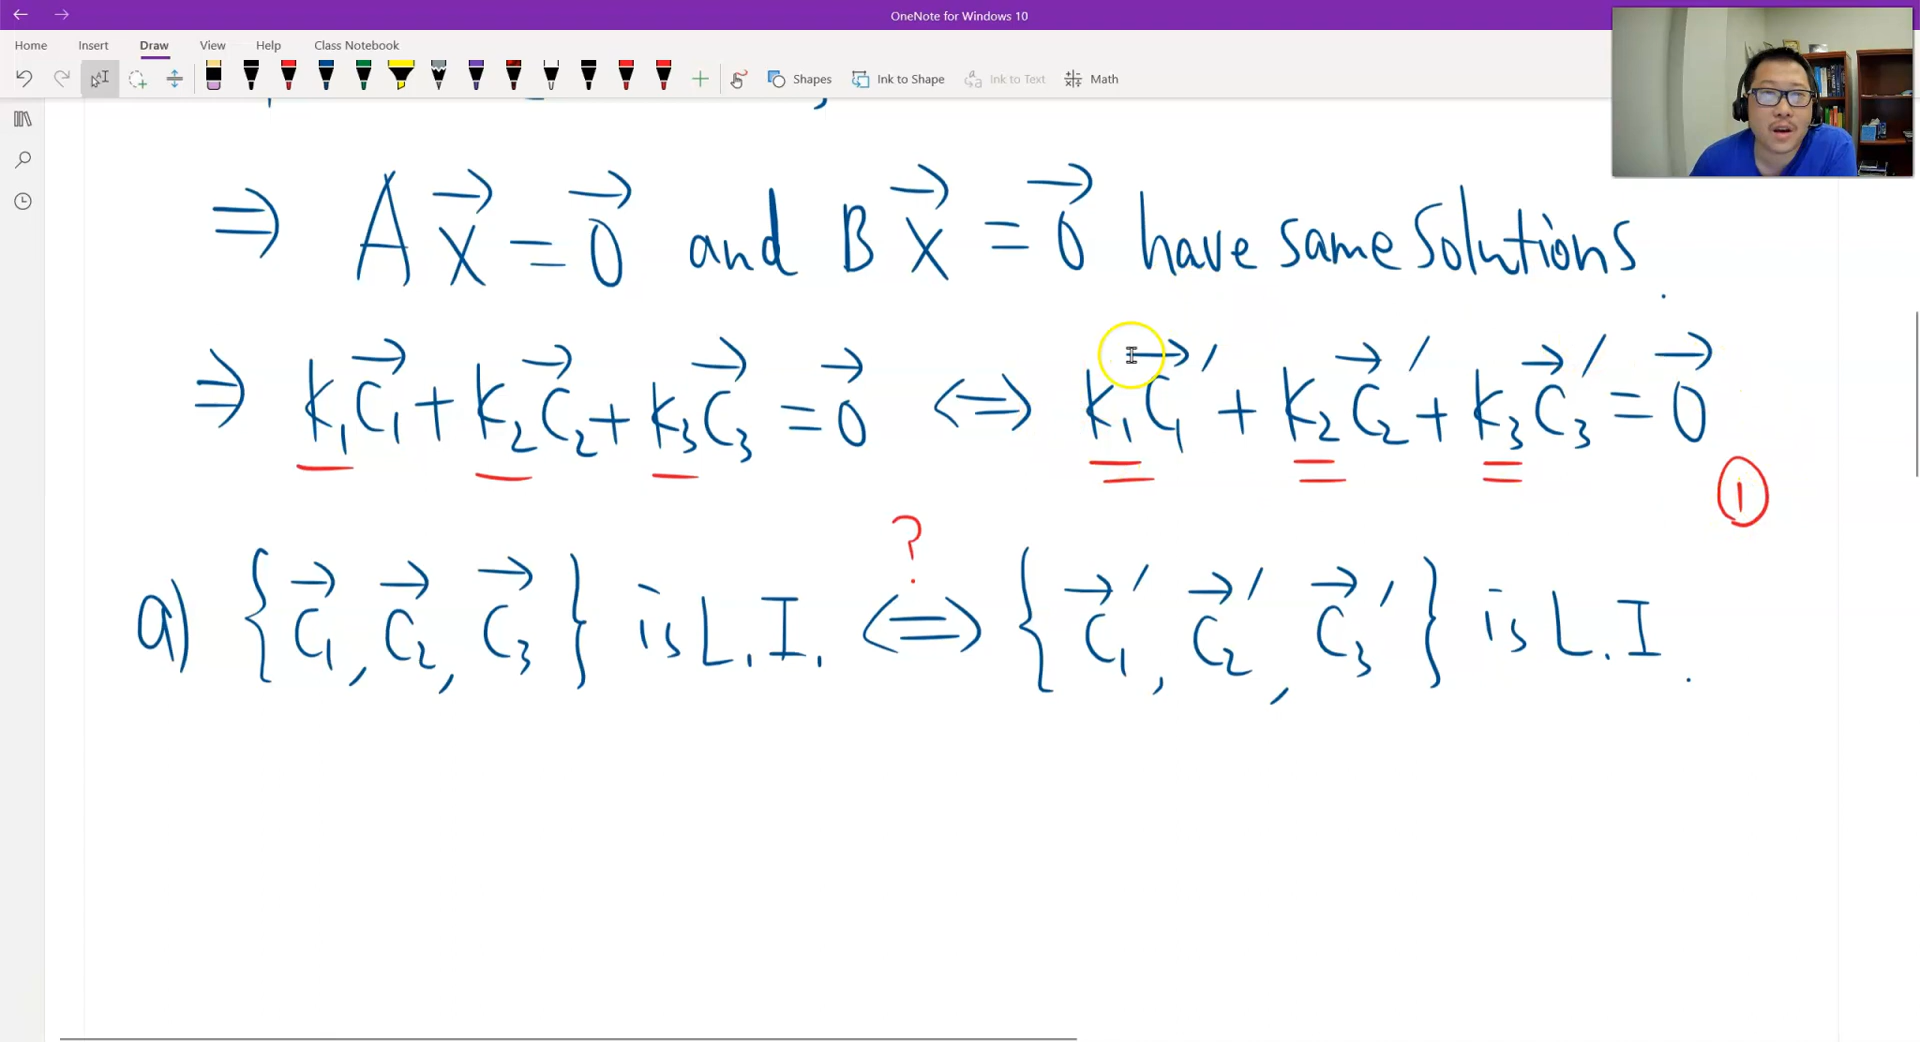 OneNote for Windows 10
Home Insert Draw View Help Class Notebook
Shapes Ink to Shape Ink to Text Math
⇒ A x⃗ = 0⃗ and B x⃗ = 0⃗ have same solutions.
⇒ k₁c⃗₁ + k₂c⃗₂ + k₃c⃗₃ = 0⃗ ⟺ k₁c⃗₁′ + k₂c⃗₂′ + k₃c⃗₃′ = 0⃗
①
?
a) {c⃗₁, c⃗₂, c⃗₃} is L.I. ⟺ {c⃗₁′, c⃗₂′, c⃗₃′} is L.I.